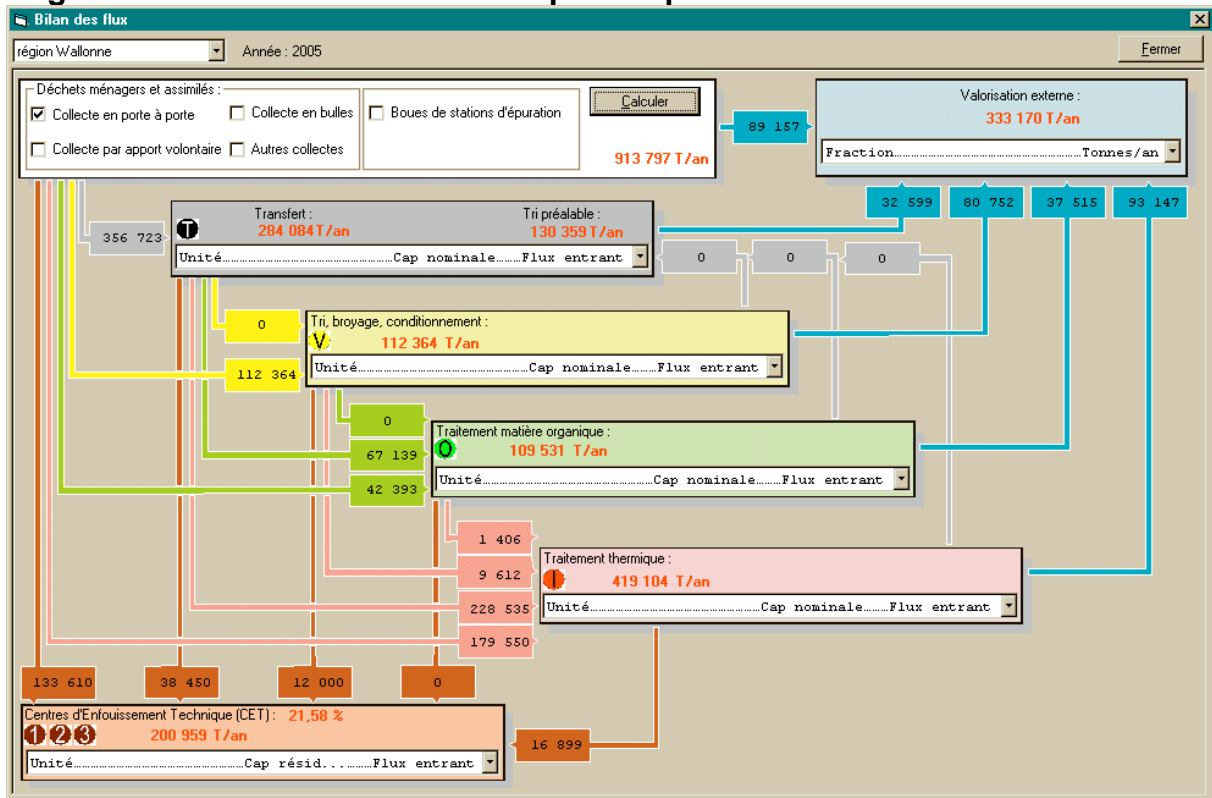 Bilan des flux
région Wallonne Année : 2005 Fermer
Déchets ménagers et assimilés :
Collecte en porte à porte Collecte en bulles Boues de stations d'épuration Calculer
Collecte par apport volontaire Autres collectes
913 797 T/an
89 157
Valorisation externe :
333 170 T/an
Fraction Tonnes/an
32 599 80 752 37 515 93 147
356 723
T
Transfert : Tri préalable :
284 084 T/an 130 359 T/an
Unité Cap nominale Flux entrant
0 0 0
0
112 364
Tri, broyage, conditionnement :
V 112 364 T/an
Unité Cap nominale Flux entrant
0
67 139
42 393
Traitement matière organique :
O 109 531 T/an
Unité Cap nominale Flux entrant
1 406
9 612
228 535
179 550
Traitement thermique :
I 419 104 T/an
Unité Cap nominale Flux entrant
133 610 38 450 12 000 0
Centres d'Enfouissement Technique (CET) : 21,58 %
1 2 3 200 959 T/an
Unité Cap résid... Flux entrant
16 899